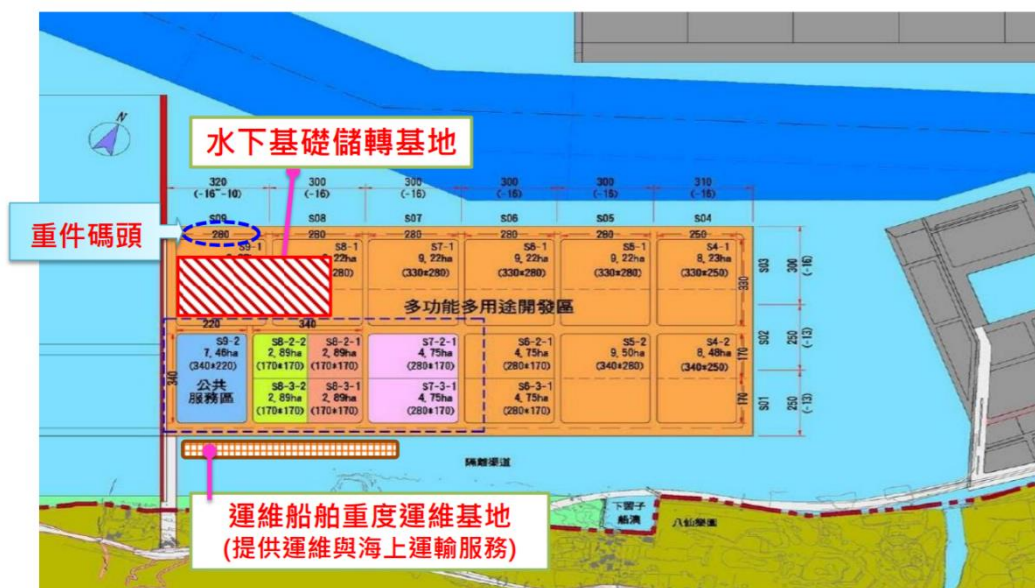 N
水下基礎儲轉基地
重件碼頭
320
(-16~-10)
300
(-16)
300
(-16)
300
(-16)
300
(-16)
310
(-16)
S09
S08
S07
S06
S05
S04
280
280
280
280
280
250
S9-1
S8-1
22ha
280)
S7-1
9.22ha
(330*280)
S6-1
9.22ha
(330*280)
S5-1
9.22ha
(330*280)
S4-1
8.23ha
(330*250)
330
S03
300
(-16)
多功能多用途開發區
220
340
340
S9-2
7.46ha
(340*220)
公共
服務區
S8-2-2
2.89ha
(170*170)
S8-2-1
2.89ha
(170*170)
S7-2-1
4.75ha
(280*170)
S6-2-1
4.75ha
(280*170)
S5-2
9.50ha
(340*280)
S4-2
8.48ha
(340*250)
170
S02
250
(-13)
S8-3-2
2.89ha
(170*170)
S8-3-1
2.89ha
(170*170)
S7-3-1
4.75ha
(280*170)
S6-3-1
4.75ha
(280*170)
170
S01
250
(-13)
隔離渠道
運維船舶重度運維基地
(提供運維與海上運輸服務)
下罟子
船澳
八仙樂園